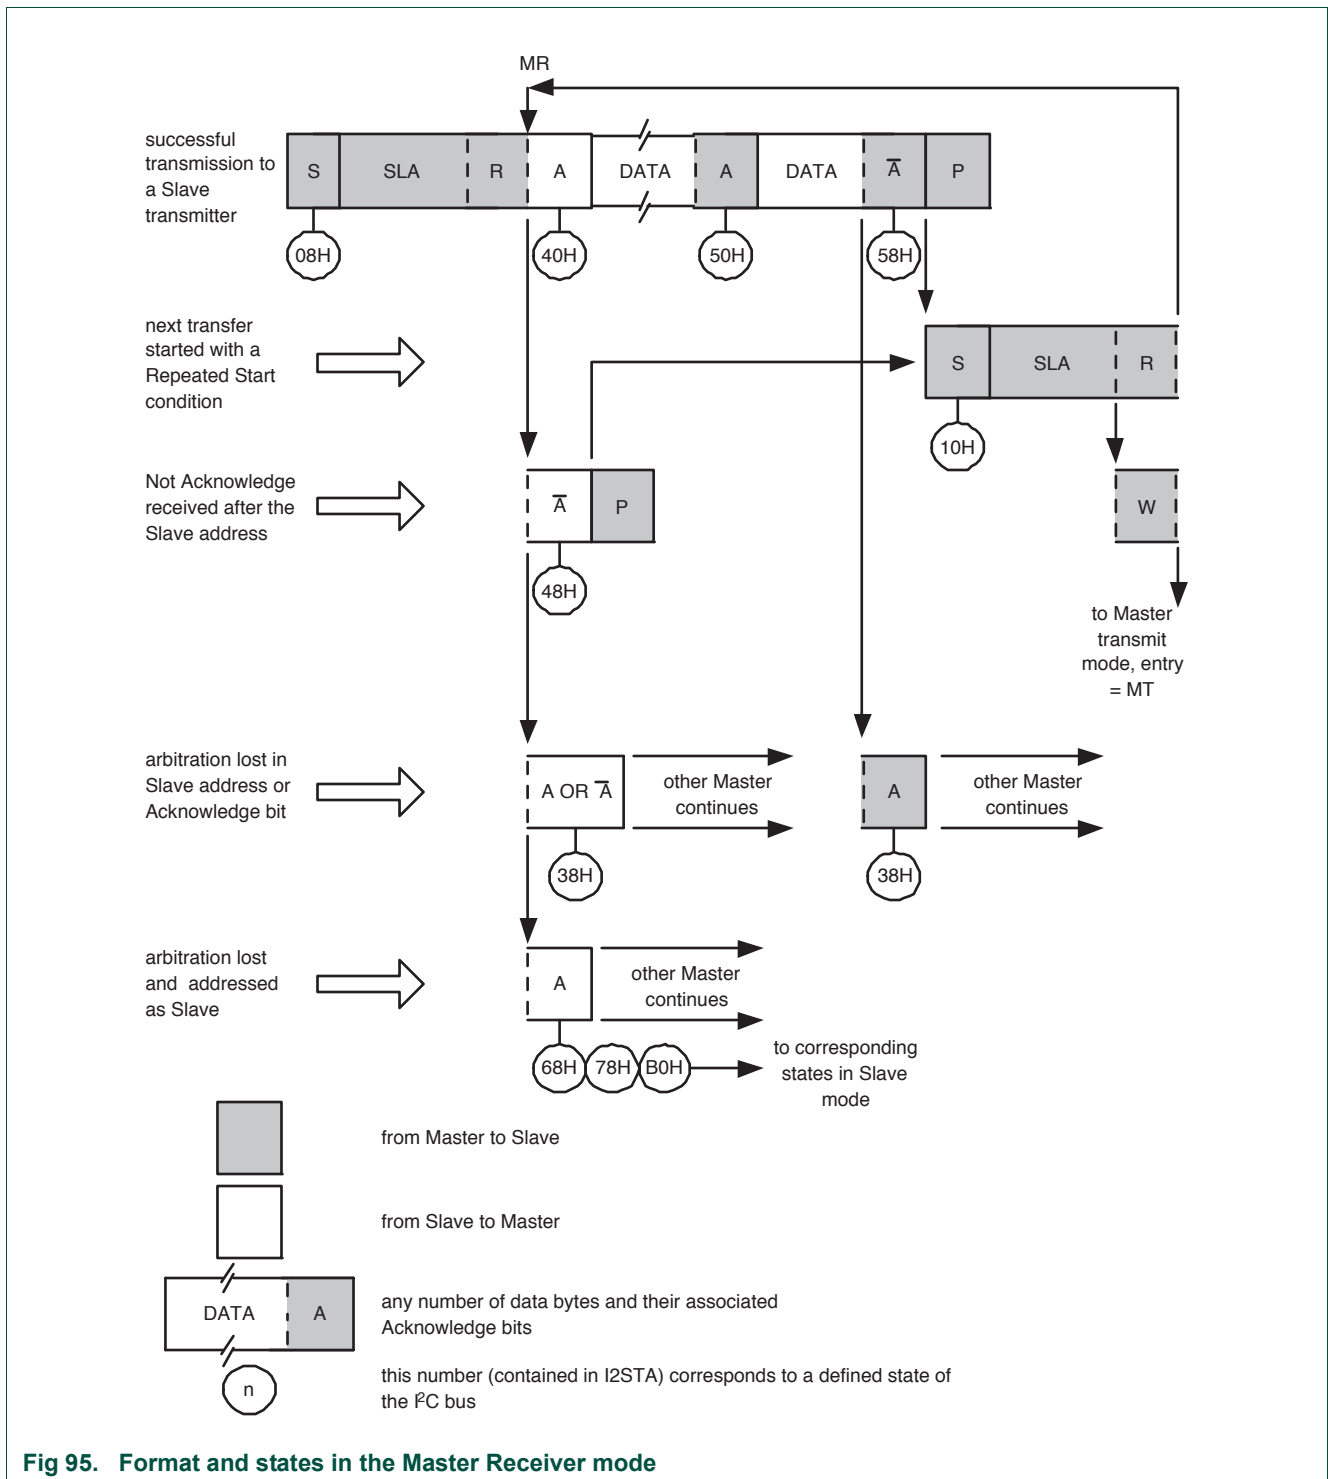 MR
successful
transmission to
a Slave
transmitter
S SLA R A DATA A DATA A̅ P
08H 40H 50H 58H
next transfer
started with a
Repeated Start
condition
S SLA R
10H
Not Acknowledge
received after the
Slave address
A̅ P
W
48H
to Master
transmit
mode, entry
= MT
arbitration lost in
Slave address or
Acknowledge bit
A OR A̅
other Master
continues
A
other Master
continues
38H 38H
arbitration lost
and addressed
as Slave
A
other Master
continues
68H 78H B0H
to corresponding
states in Slave
mode
from Master to Slave
from Slave to Master
DATA A
any number of data bytes and their associated
Acknowledge bits
n
this number (contained in I2STA) corresponds to a defined state of
the I²C bus
Fig 95. Format and states in the Master Receiver mode